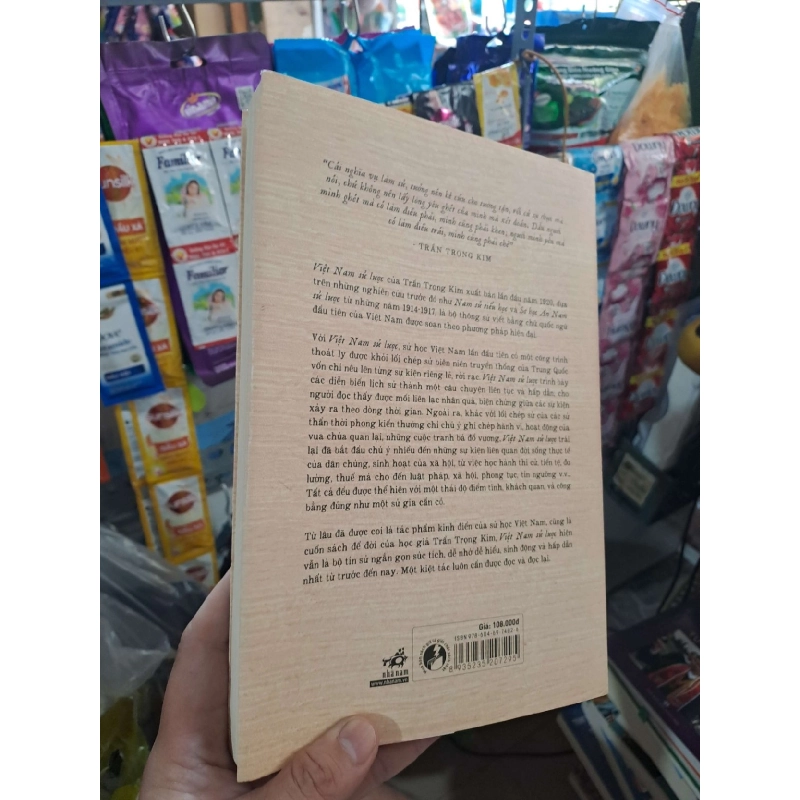 "Cái nghĩa vụ làm sử, tưởng nên kê cứu cho tường tận, rồi cứ sự thực mà
nói, chứ không nên lấy lòng yêu ghét của mình mà xét đoán. Dẫu người
mình ghét mà có làm điều phải, mình cũng phải khen; người mình yêu mà
có làm điều trái, mình cũng phải chê"
- TRẦN TRỌNG KIM
Việt Nam sử lược của Trần Trọng Kim xuất bản lần đầu năm 1920, dựa
trên những nghiên cứu trước đó như Nam sử tiểu học và Sơ học An Nam
sử lược từ những năm 1914-1917, là bộ thông sử viết bằng chữ quốc ngữ
đầu tiên của Việt Nam được soạn theo phương pháp hiện đại.
Với Việt Nam sử lược, sử học Việt Nam lần đầu tiên có một công trình
thoát ly được khỏi lối chép sử biên niên truyền thống của Trung Quốc
vốn chỉ nêu lên từng sự kiện riêng lẻ, rời rạc. Việt Nam sử lược trình bày
các diễn biến lịch sử thành một câu chuyện liên tục và hấp dẫn, cho
người đọc thấy được mối liên lạc nhân quả, biện chứng giữa các sự kiện
xảy ra theo dòng thời gian. Ngoài ra, khác với lối chép sử của các sử
thần thời phong kiến thường chỉ chú ý ghi chép hành vi, hoạt động của
vua chúa quan lại, những cuộc tranh bá đồ vương, Việt Nam sử lược trái
lại đã bắt đầu chú ý nhiều đến những sự kiện liên quan đời sống thực tế
của dân chúng, sinh hoạt của xã hội, từ việc học hành thi cử, tiền tệ, đo
lường, thuế má cho đến luật pháp, xã hội, phong tục, tín ngưỡng v.v...
Tất cả đều được thể hiện với một thái độ điềm tĩnh, khách quan, và công
bằng đúng như một sử gia cần có.
Từ lâu đã được coi là tác phẩm kinh điển của sử học Việt Nam, cũng là
cuốn sách để đời của học giả Trần Trọng Kim, Việt Nam sử lược hiện
vẫn là bộ tín sử ngắn gọn súc tích, dễ nhớ dễ hiểu, sinh động và hấp dẫn
nhất từ trước đến nay. Một kiệt tác luôn cần được đọc và đọc lại.
Giá: 108.000đ
nhã nam
www.nhanam.vn
Familiar
Familiar
Downy